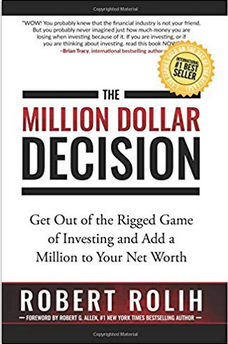 Copyrighted Material
"WOW! You probably knew that the financial industry is not your friend.
But you probably never imagined just how much money you are
losing when investing because of it. If you are investing, or if
you are thinking about investing, read this book NOW!"
–Brian Tracy, international bestselling author
INTERNATIONAL
#1 BEST
SELLER
THE
MILLION DOLLAR
DECISION
Get Out of the Rigged Game
of Investing and Add a
Million to Your Net Worth
ROBERT ROLIH
FOREWORD BY ROBERT G. ALLEN, #1 NEW YORK TIMES BESTSELLING AUTHOR
Copyrighted Material